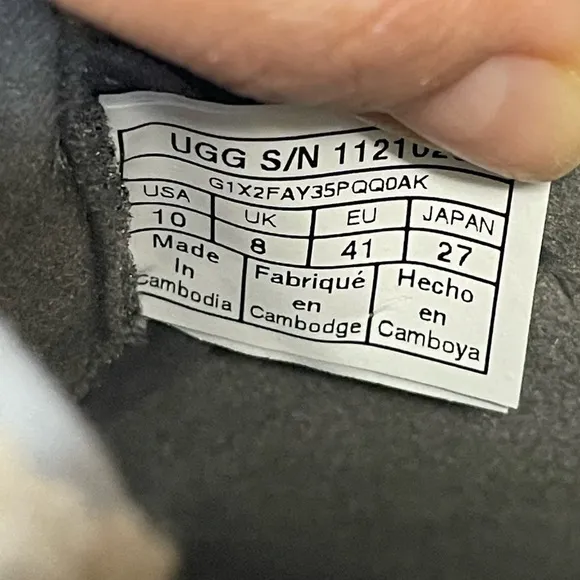 UGG S/N
G1X2FAY35PQQ0AK
USA UK EU JAPAN
10 8 41 27
Made In Cambodia
Fabriqué en Cambodge
Hecho en Camboya